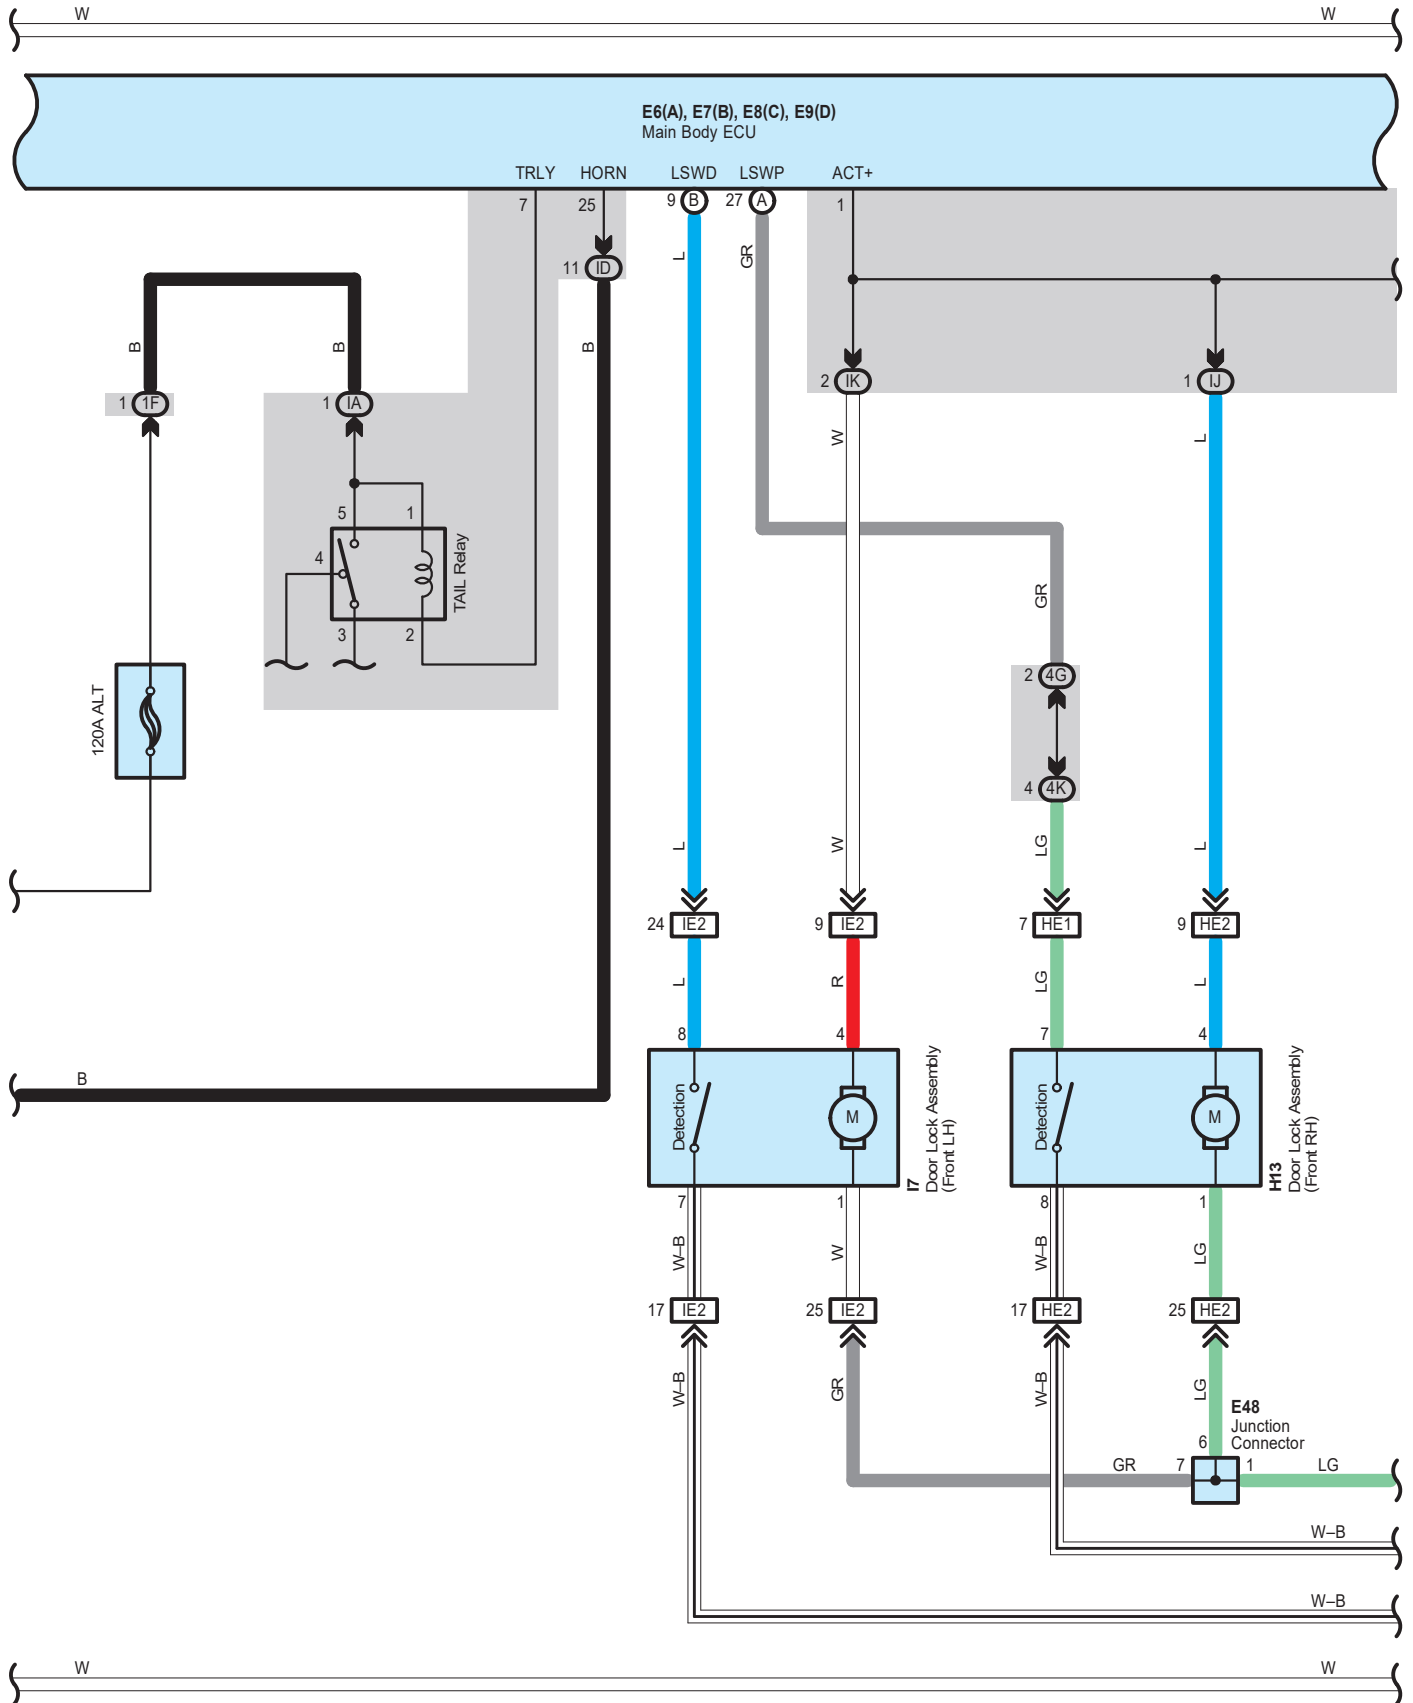 W W
E6(A), E7(B), E8(C), E9(D)
Main Body ECU
TRLY HORN LSWD LSWP ACT+
7 25 9 B 27 A 1
L GR
11 ID
B B B
1 1F 1 IA
2 IK 1 IJ
W L
5 1
4
TAIL Relay
3 2
GR
2 4G
120A ALT
4 4K
L W LG L
24 IE2 9 IE2 7 HE1 9 HE2
L R LG L
8 4 7 4
B
Detection
M
I7
Door Lock Assembly
(Front LH)
Detection
M
H13
Door Lock Assembly
(Front RH)
7 1 8 1
W–B W W–B LG
17 IE2 25 IE2 17 HE2 25 HE2
W–B GR W–B LG
E48
Junction
Connector
6
GR 7 1 LG
W–B
W–B
W W